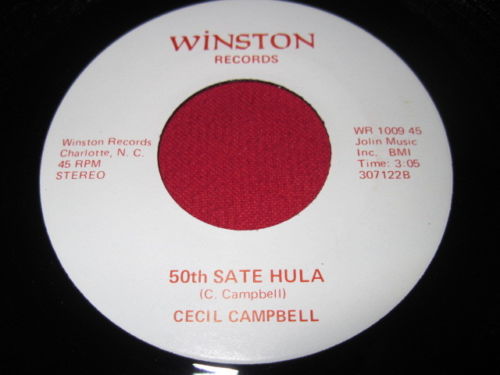 WiNSTON
RECORDS
Winston Records
Charlotte, N. C.
45 RPM
STEREO
WR 1009 45
Jolin Music
Inc. BMI
Time: 3:05
307122B
50th SATE HULA
(C. Campbell)
CECIL CAMPBELL